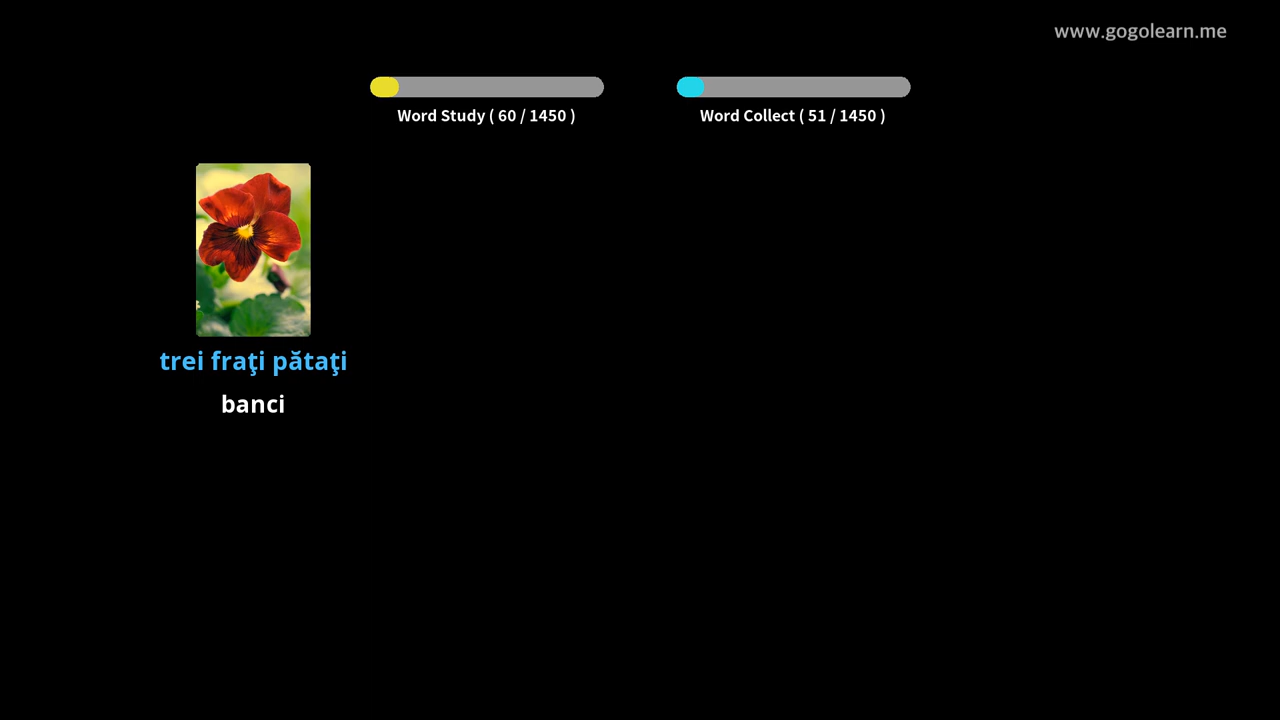 www.gogolearn.me
Word Study ( 60 / 1450 )
Word Collect ( 51 / 1450 )
trei fraţi pătaţi
banci